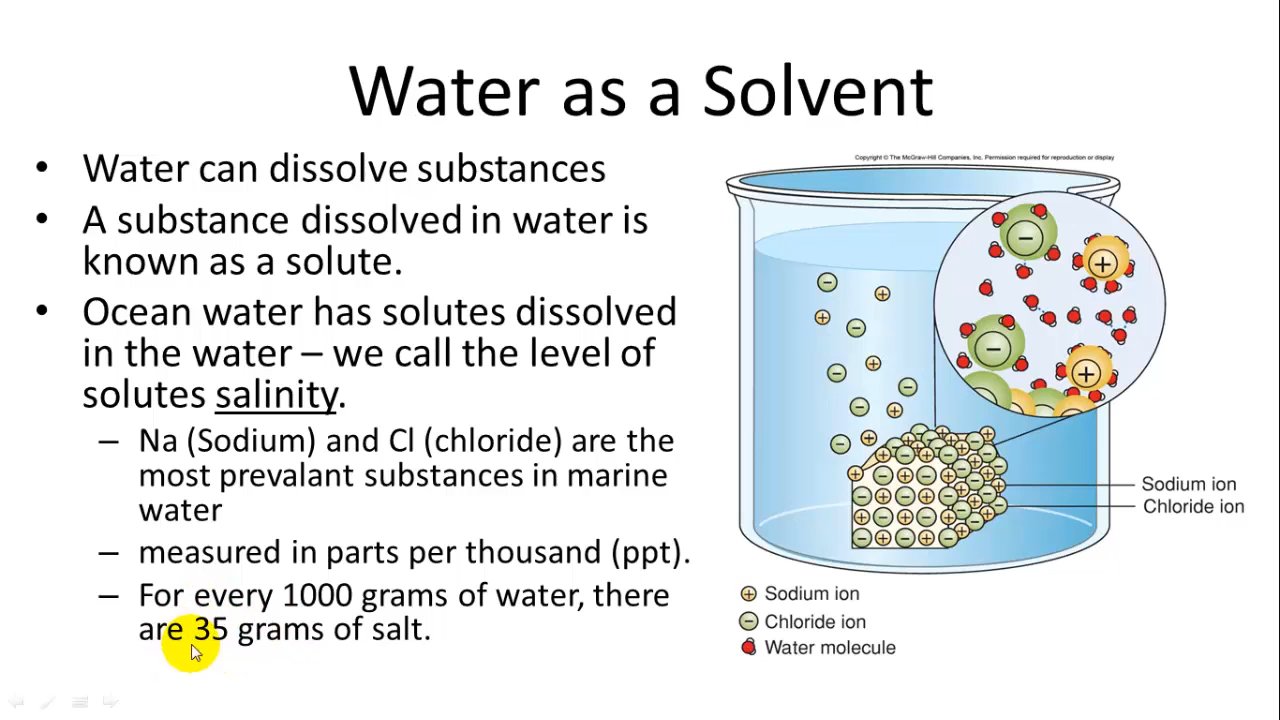 Water as a Solvent
• Water can dissolve substances
• A substance dissolved in water is
known as a solute.
• Ocean water has solutes dissolved
in the water – we call the level of
solutes salinity.
– Na (Sodium) and Cl (chloride) are the
most prevalant substances in marine
water
– measured in parts per thousand (ppt).
– For every 1000 grams of water, there
are 35 grams of salt.
Copyright © The McGraw-Hill Companies, Inc. Permission required for reproduction or display
Sodium ion
Chloride ion
Sodium ion
Chloride ion
Water molecule